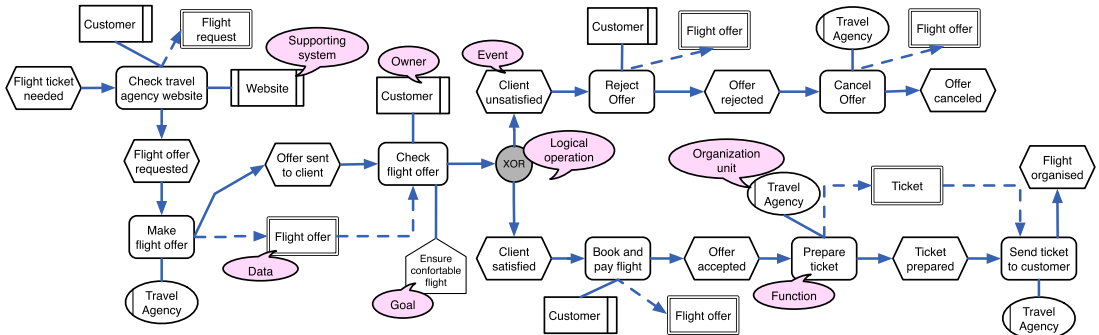 Customer
Flight
request
Supporting
system
Flight ticket
needed
Check travel
agency website
Website
Owner
Customer
Flight offer
requested
Offer sent
to client
Check
flight offer
Make
flight offer
Flight offer
Data
Travel
Agency
Ensure
confortable
flight
Goal
Event
Client
unsatisfied
XOR
Logical
operation
Customer
Flight offer
Reject
Offer
Offer
rejected
Travel
Agency
Flight offer
Cancel
Offer
Offer
canceled
Client
satisfied
Book and
pay flight
Customer
Flight offer
Offer
accepted
Organization
unit
Travel
Agency
Prepare
ticket
Function
Ticket
Ticket
prepared
Flight
organised
Send ticket
to customer
Travel
Agency